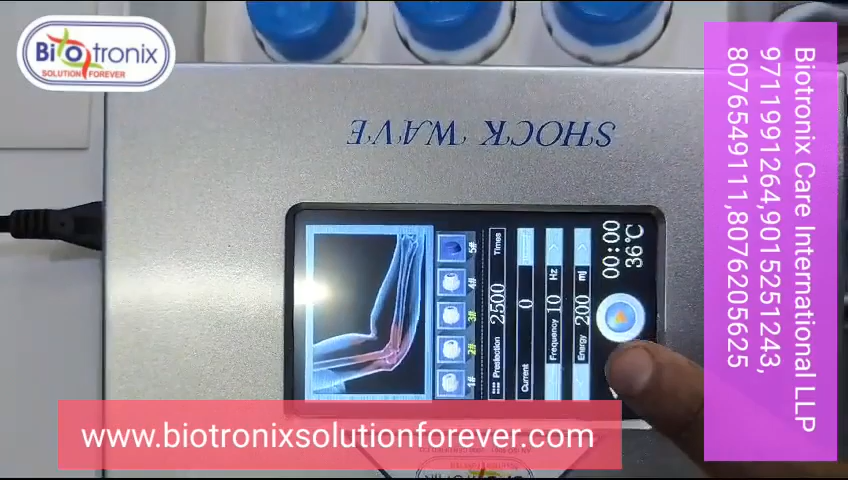 Biotronix
SOLUTION FOREVER
SHOCK WAVE
00:00
36℃
Energy 200 mJ
Frequency 10 Hz
Current 0
Preslection 2500 Times
1# 2# 3# 4# 5#
Biotronix Care International LLP
9711991264,9015251243,
8076549111,8076205625
www.biotronixsolutionforever.com